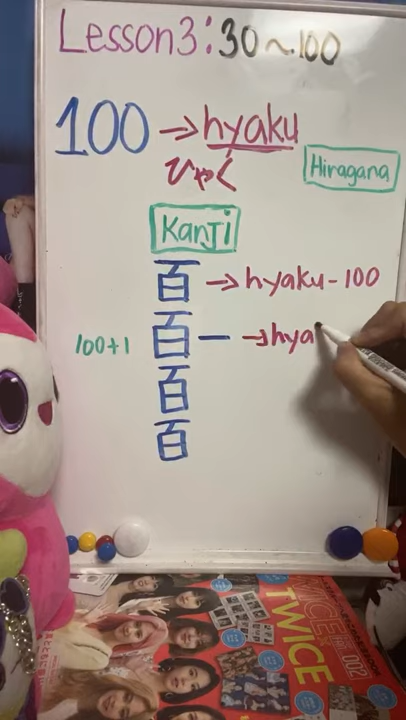 Lesson3: 30~100
100 → hyaku
ひゃく
Hiragana
Kanji
百 → hyaku - 100
100+1 百一 → hya
百
百
TWICE
TWICE
002